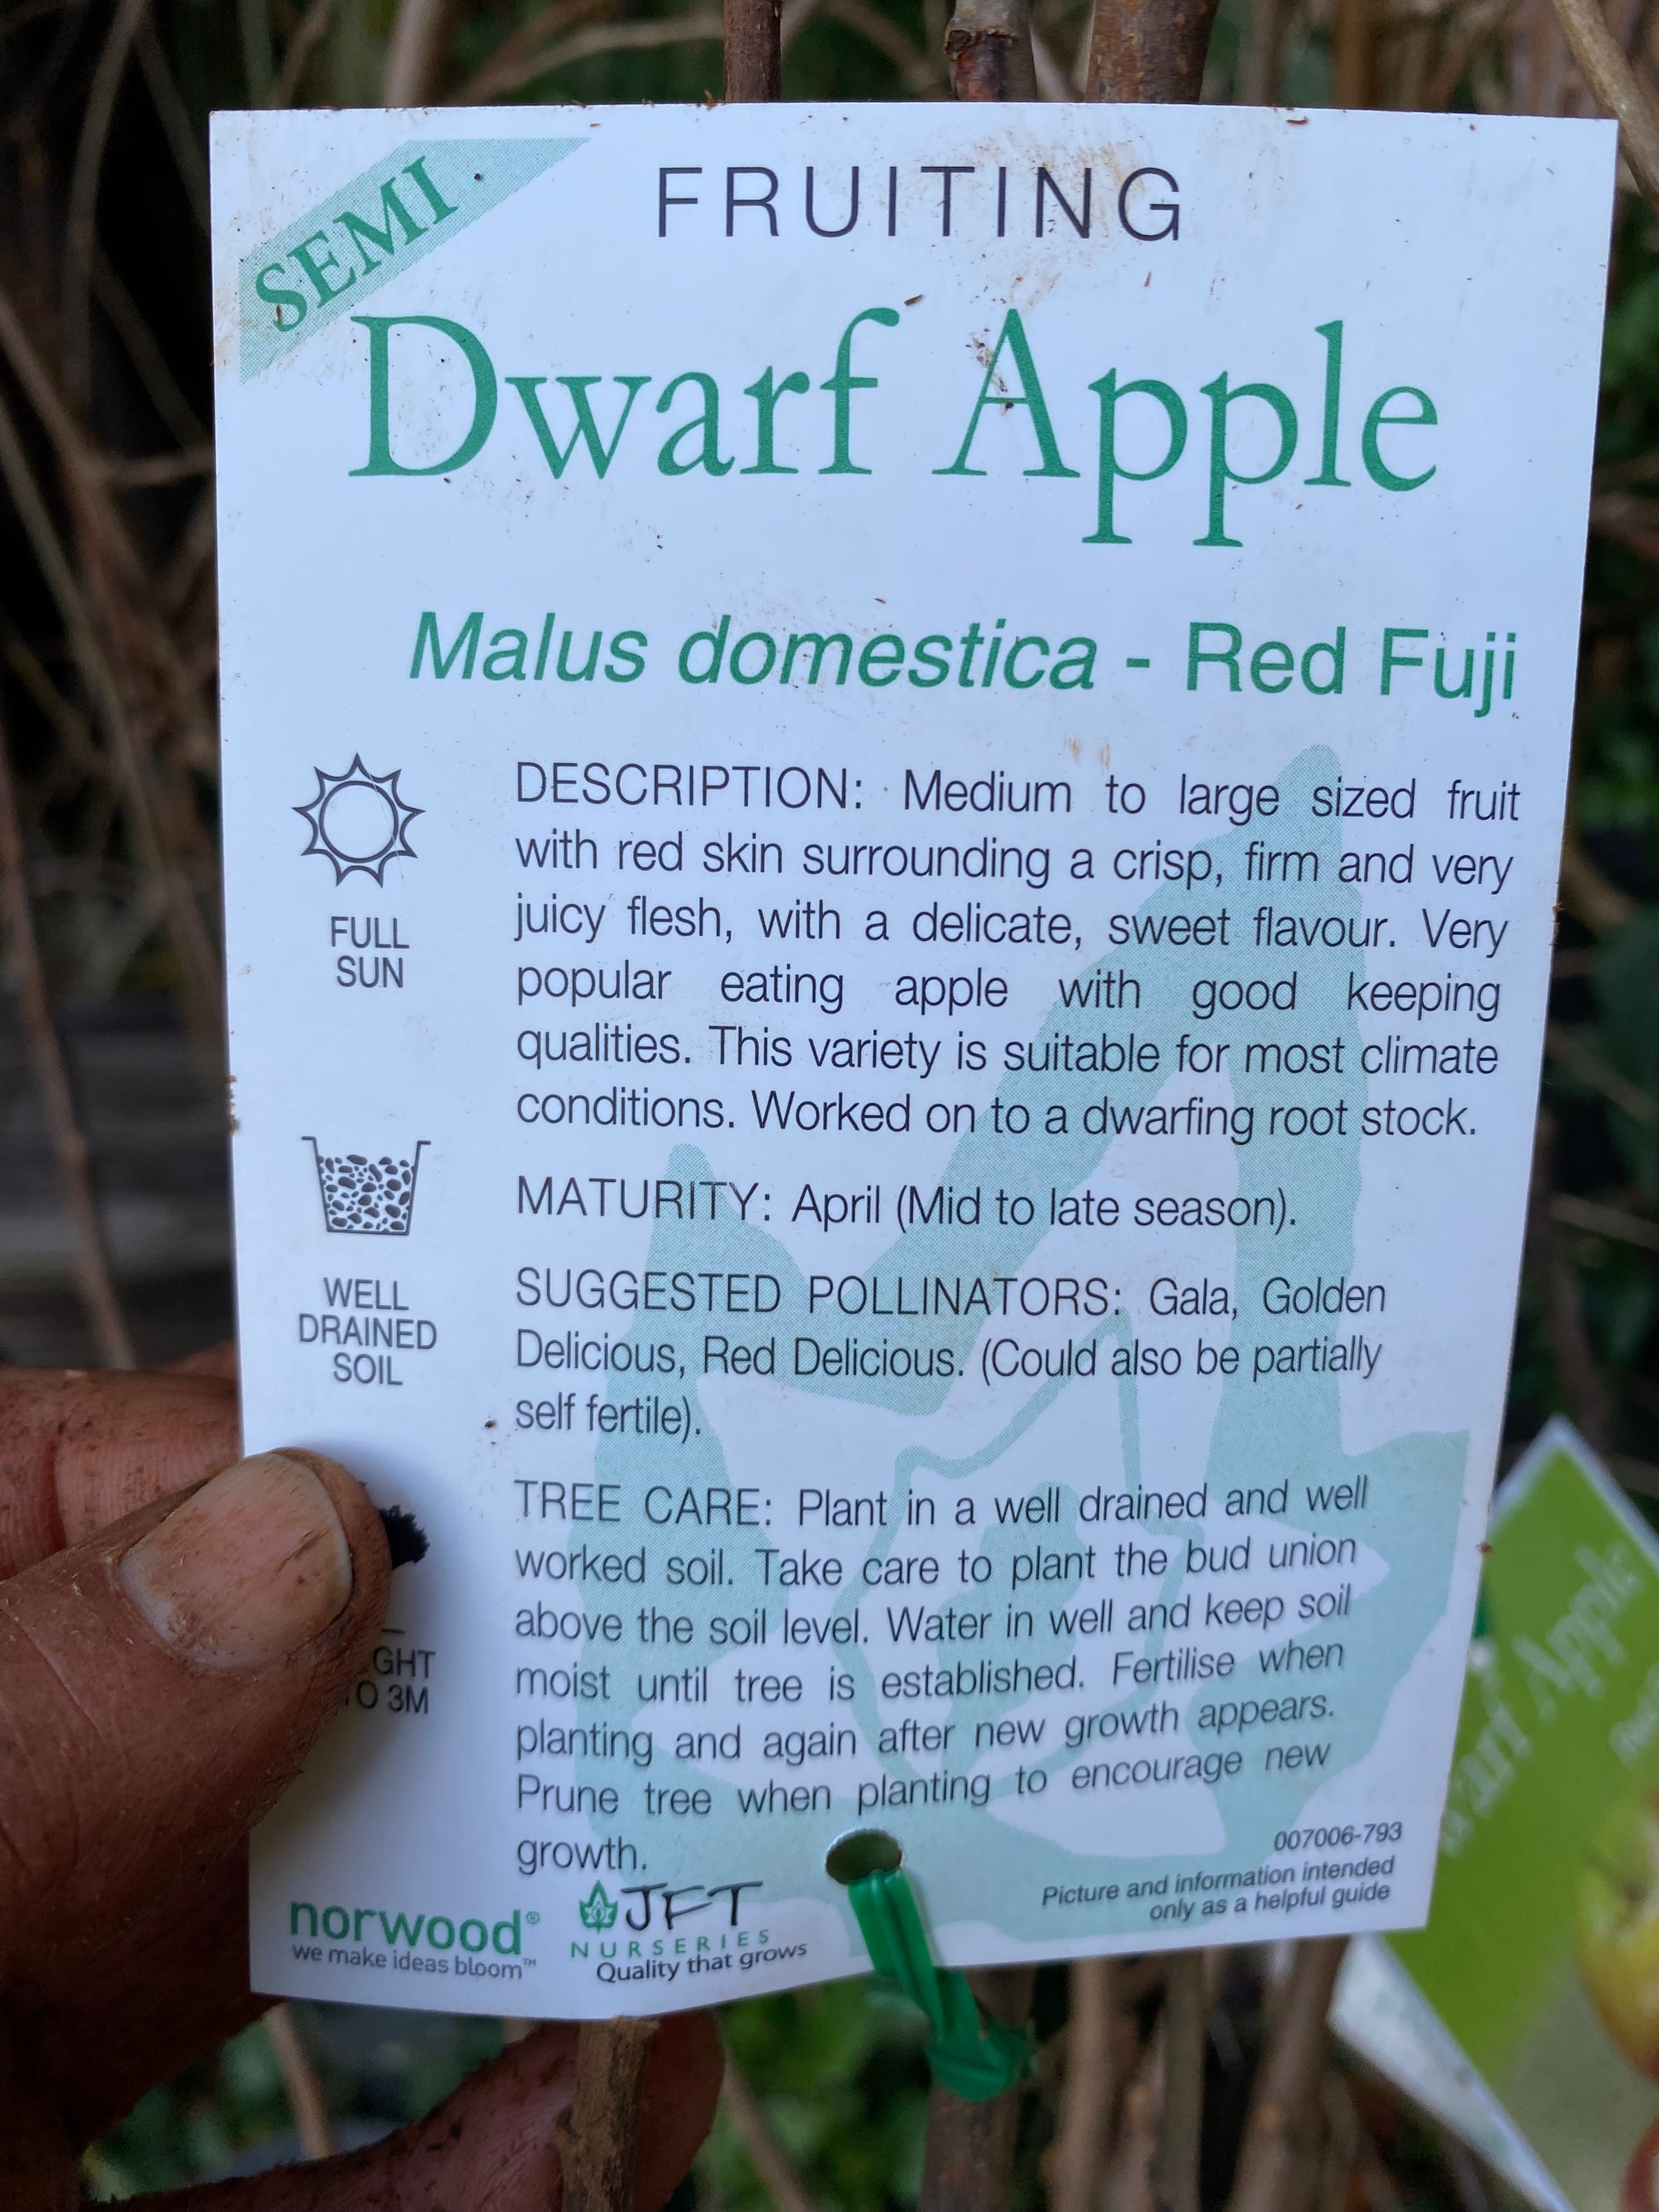 SEMI
FRUITING
Dwarf Apple
Malus domestica - Red Fuji
FULL
SUN
DESCRIPTION: Medium to large sized fruit
with red skin surrounding a crisp, firm and very
juicy flesh, with a delicate, sweet flavour. Very
popular eating apple with good keeping
qualities. This variety is suitable for most climate
conditions. Worked on to a dwarfing root stock.
WELL
DRAINED
SOIL
MATURITY: April (Mid to late season).
SUGGESTED POLLINATORS: Gala, Golden
Delicious, Red Delicious. (Could also be partially
self fertile).
3M
TREE CARE: Plant in a well drained and well
worked soil. Take care to plant the bud union
above the soil level. Water in well and keep soil
moist until tree is established. Fertilise when
planting and again after new growth appears.
Prune tree when planting to encourage new
growth.
007006-793
Picture and information intended
only as a helpful guide
norwood®
we make ideas bloom™
JFT
NURSERIES
Quality that grows
Apple